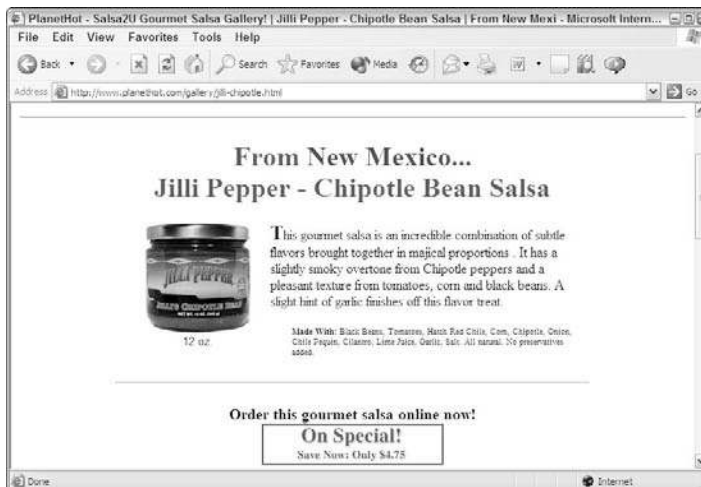 PlanetHot - Salsa2U Gourmet Salsa Gallery! | Jilli Pepper - Chipotle Bean Salsa | From New Mexi - Microsoft Intern...
File Edit View Favorites Tools Help
Back Search Favorites Media
Address http://www.planethot.com/gallery/jilli-chipotle.html Go
From New Mexico...
Jilli Pepper - Chipotle Bean Salsa
This gourmet salsa is an incredible combination of subtle
flavors brought together in majical proportions . It has a
slightly smoky overtone from Chipotle peppers and a
pleasant texture from tomatoes, corn and black beans. A
slight hint of garlic finishes off this flavor treat.
JILLI PEPPER
JILLI'S CHIPOTLE BEAN
12 oz
Made With: Black Beans, Tomatoes, Hatch Red Chile, Corn, Chipotle, Onion,
Chile Pequin, Cilantro, Lime Juice, Garlic, Salt. All natural. No preservatives
added.
Order this gourmet salsa online now!
On Special!
Save Now: Only $4.75
Done Internet